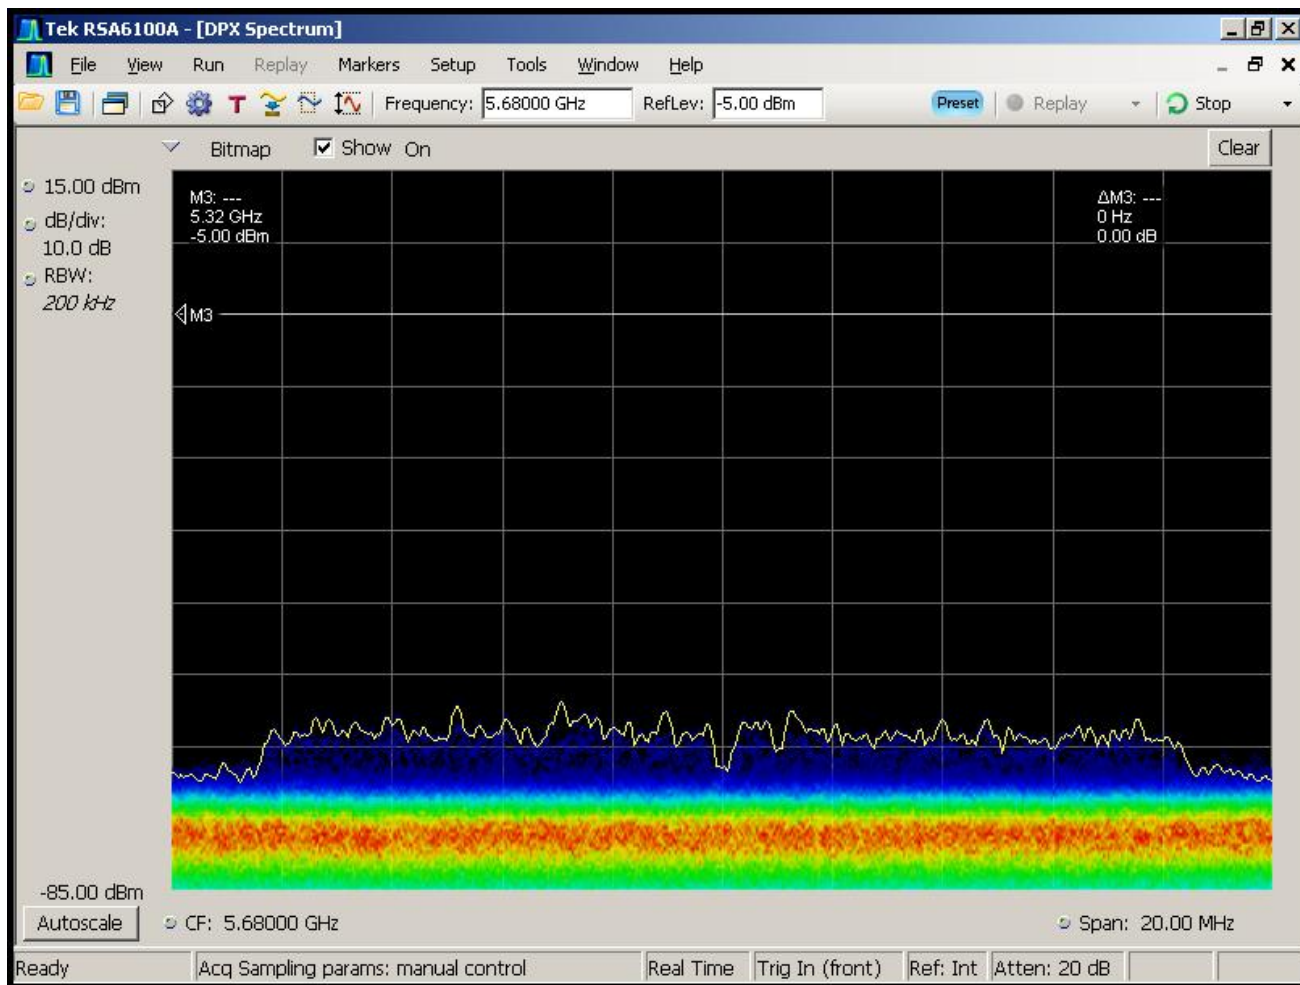 Tek RSA6100A - [DPX Spectrum]
File View Run Replay Markers Setup Tools Window Help
Frequency: 5.68000 GHz RefLev: -5.00 dBm Preset Replay Stop
Bitmap Show On Clear
15.00 dBm
dB/div:
10.0 dB
RBW:
200 kHz
M3: ---
5.32 GHz
-5.00 dBm
ΔM3: ---
0 Hz
0.00 dB
M3
-85.00 dBm
Autoscale CF: 5.68000 GHz Span: 20.00 MHz
Ready Acq Sampling params: manual control Real Time Trig In (front) Ref: Int Atten: 20 dB